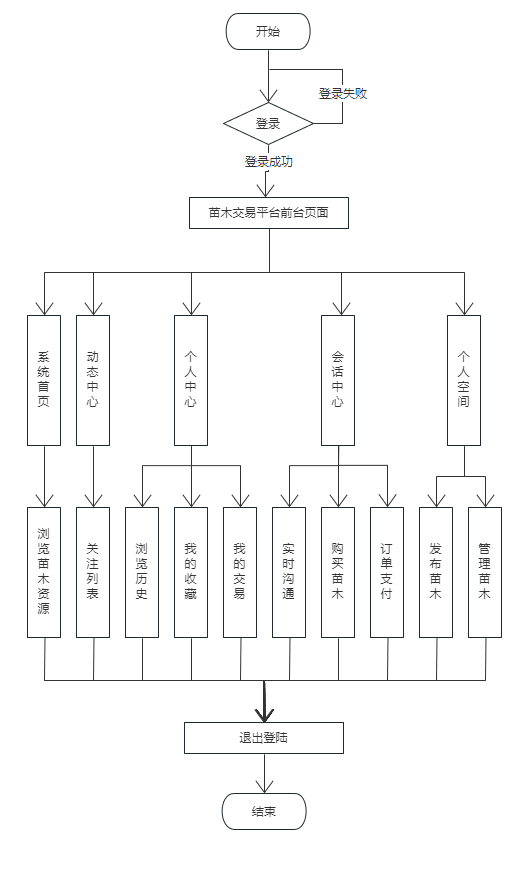 开始
登录失败
登录
登录成功
苗木交易平台前台页面
系统首页
动态中心
个人中心
会话中心
个人空间
浏览苗木资源
关注列表
浏览历史
我的收藏
我的交易
实时沟通
购买苗木
订单支付
发布苗木
管理苗木
退出登陆
结束